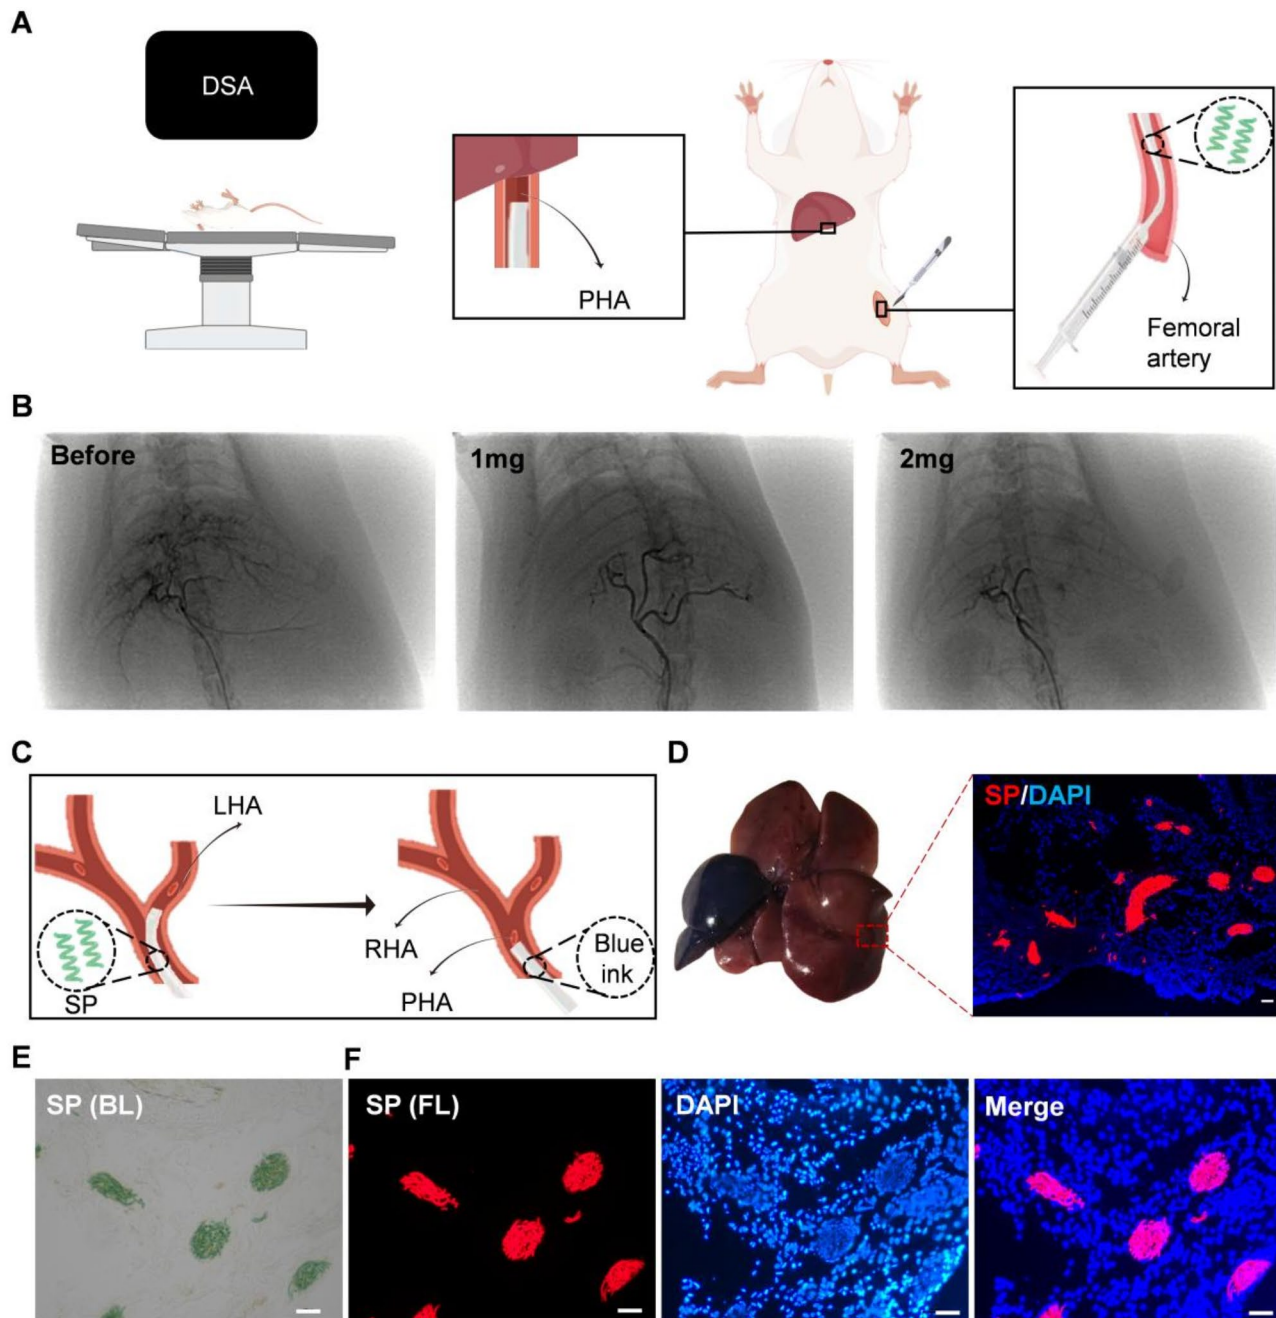 A
DSA
PHA
Femoral
artery
B
Before
1mg
2mg
C
LHA
RHA
PHA
SP
Blue
ink
D
SP/DAPI
E
SP (BL)
F
SP (FL)
DAPI
Merge